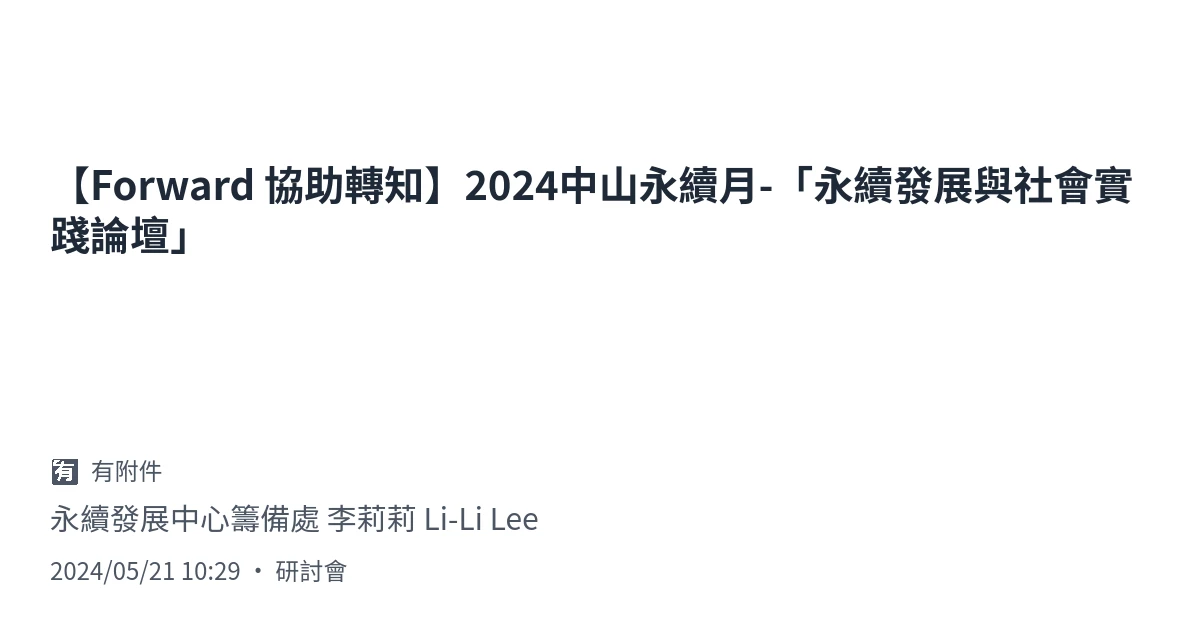 【Forward 協助轉知】2024中山永續月-「永續發展與社會實
踐論壇」
有 有附件
永續發展中心籌備處 李莉莉 Li-Li Lee
2024/05/21 10:29 • 研討會